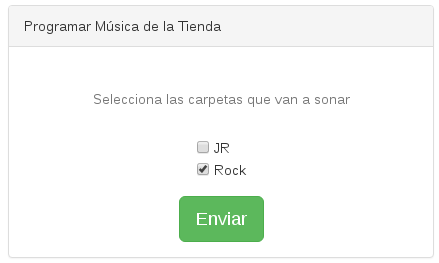 Programar Música de la Tienda
Selecciona las carpetas que van a sonar
JR
Rock
Enviar